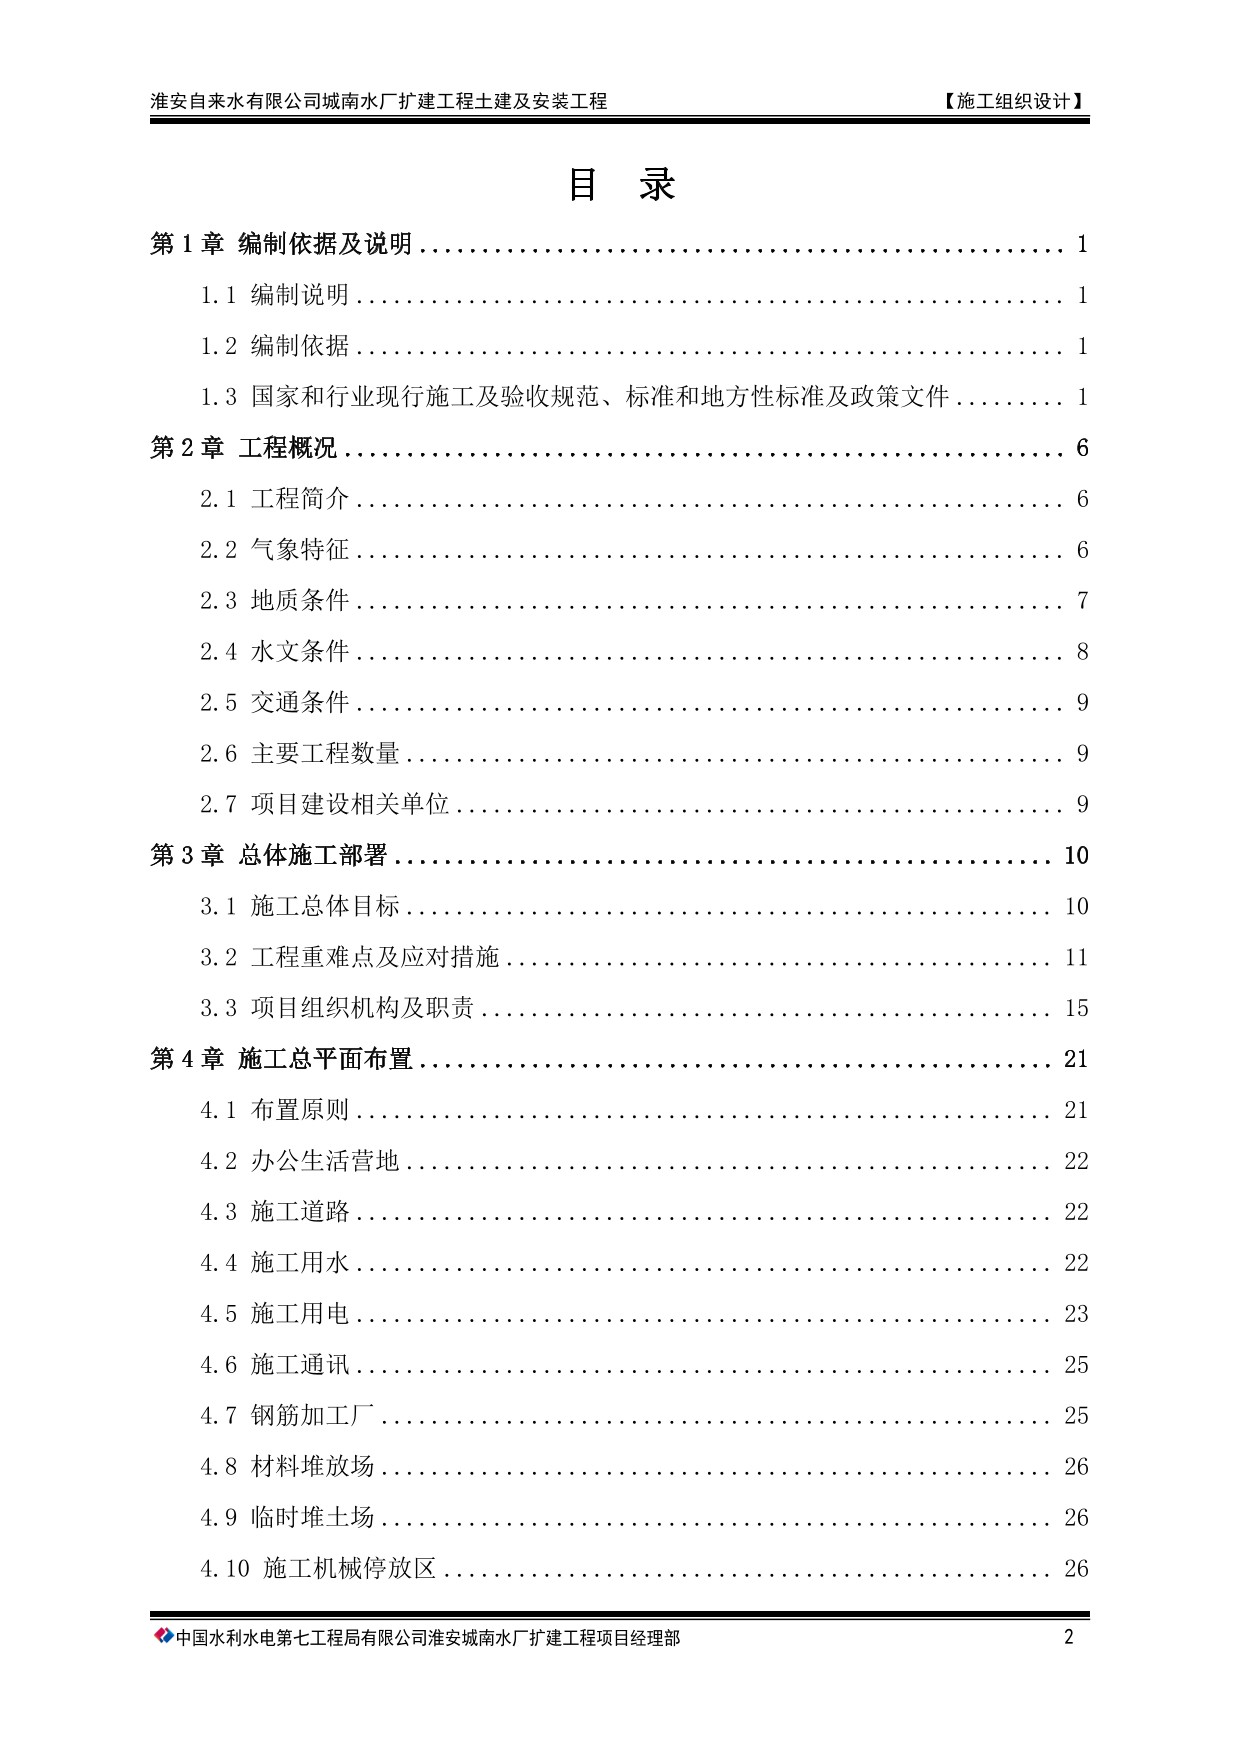 淮安自来水有限公司城南水厂扩建工程土建及安装工程 【施工组织设计】
目 录
第1章 编制依据及说明 1
1.1 编制说明 1
1.2 编制依据 1
1.3 国家和行业现行施工及验收规范、标准和地方性标准及政策文件 1
第2章 工程概况 6
2.1 工程简介 6
2.2 气象特征 6
2.3 地质条件 7
2.4 水文条件 8
2.5 交通条件 9
2.6 主要工程数量 9
2.7 项目建设相关单位 9
第3章 总体施工部署 10
3.1 施工总体目标 10
3.2 工程重难点及应对措施 11
3.3 项目组织机构及职责 15
第4章 施工总平面布置 21
4.1 布置原则 21
4.2 办公生活营地 22
4.3 施工道路 22
4.4 施工用水 22
4.5 施工用电 23
4.6 施工通讯 25
4.7 钢筋加工厂 25
4.8 材料堆放场 26
4.9 临时堆土场 26
4.10 施工机械停放区 26
中国水利水电第七工程局有限公司淮安城南水厂扩建工程项目经理部 2